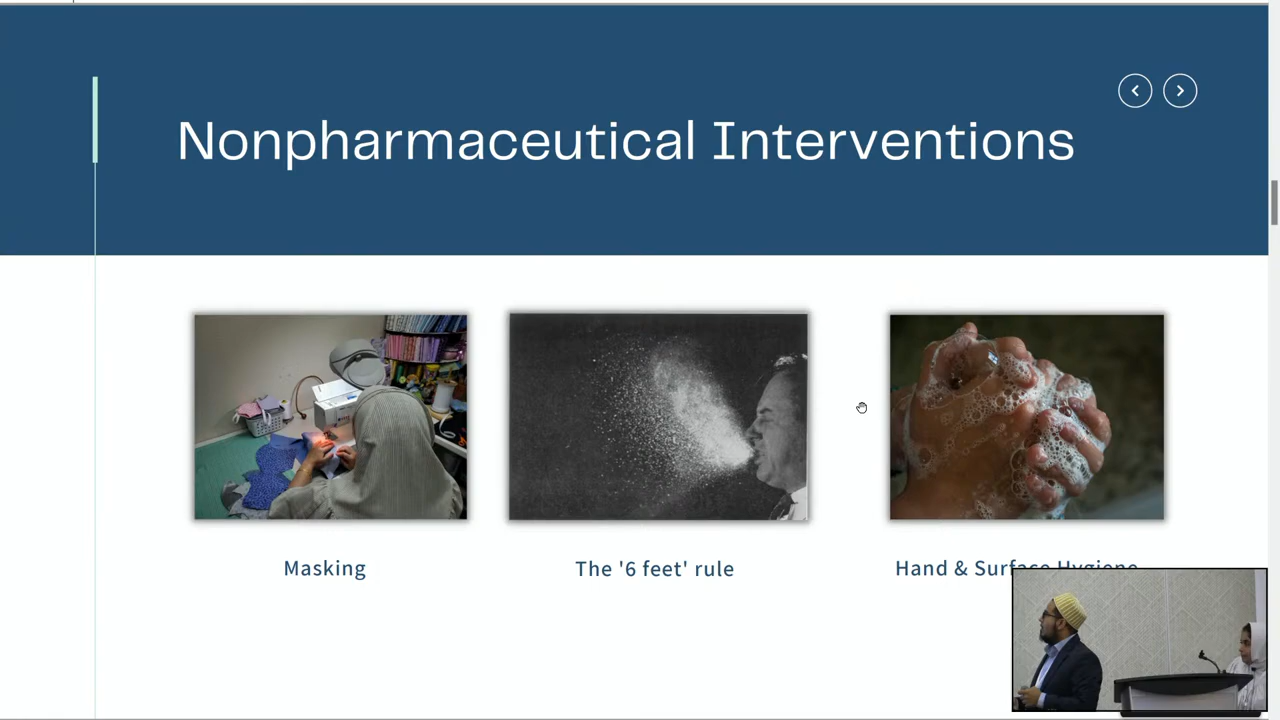 Nonpharmaceutical Interventions
Masking
The '6 feet' rule
Hand & Surface Hygiene